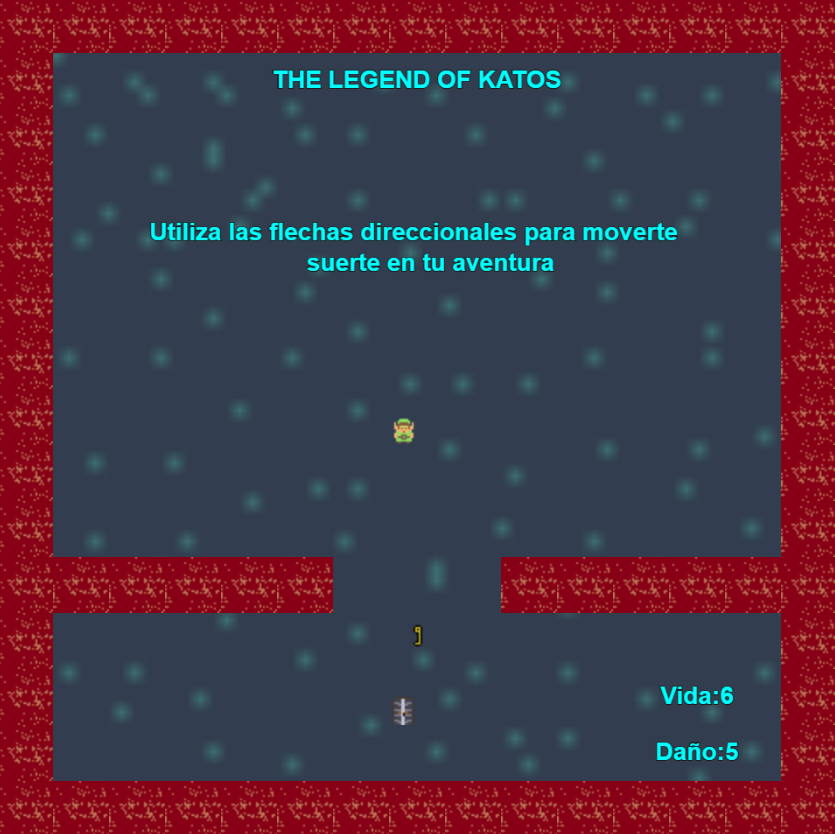 THE LEGEND OF KATOS
Utiliza las flechas direccionales para moverte
suerte en tu aventura
Vida:6
Daño:5